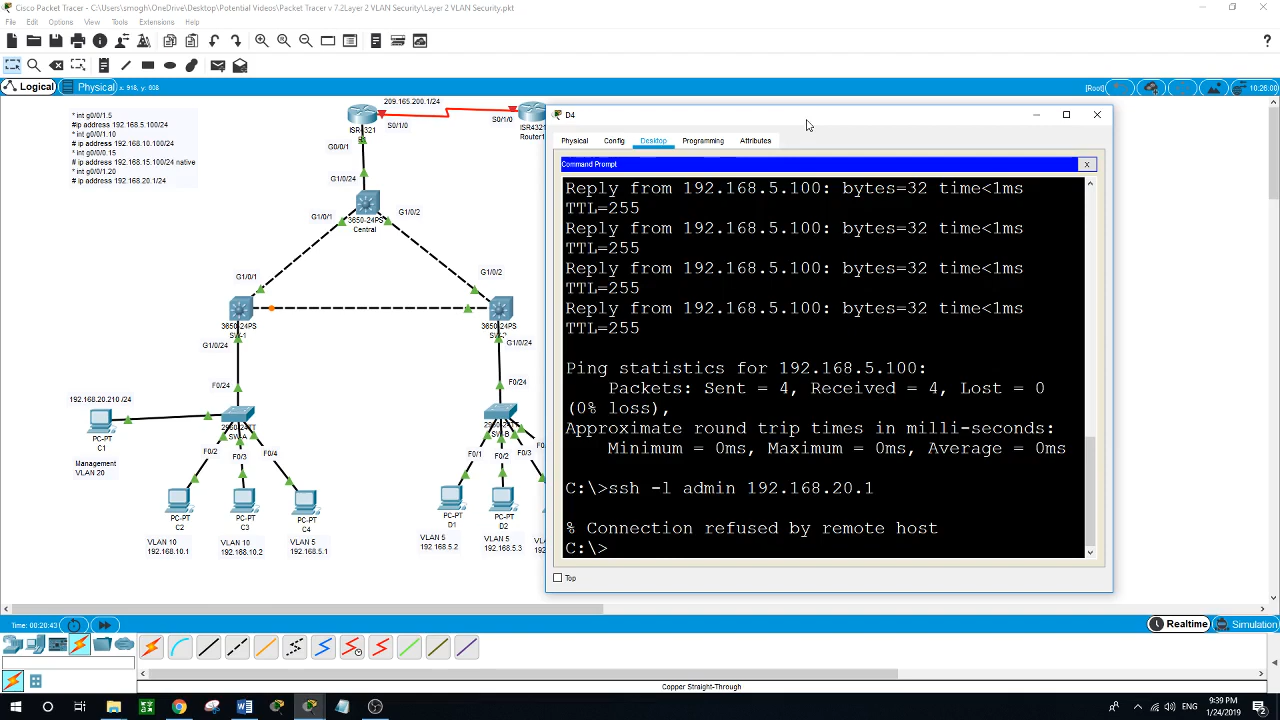 Cisco Packet Tracer - C:\Users\smogh\OneDrive\Desktop\Potential Videos\Packet Tracer v 7.2Layer 2 VLAN Security\Layer 2 VLAN Security.pkt
File Edit Options View Tools Extensions Help
Logical Physical x: 918, y: 608 [Root] 10:26:00
* int g0/0/1.5
#ip address 192.168.5.100/24
* int g0/0/1.10
# ip address 192.168.10.100/24
* int g0/0/0.15
# ip address 192.168.15.100/24 native
* int g0/0/1.20
# ip address 192.168.20.1/24
209.165.200.1/24
S0/1/0
S0/1/0
ISR4321
ISR4321
Router1
G0/0/1
G1/0/24
3650-24PS
Central
G1/0/1
G1/0/2
G1/0/1
G1/0/2
3650-24PS
3650-24PS
G1/0/24
G1/0/24
F0/24
F0/24
192.168.20.210 /24
PC-PT
C1
Management
VLAN 20
F0/2
F0/3
F0/4
F0/1
F0/2
F0/3
PC-PT
C2
PC-PT
C3
PC-PT
C4
PC-PT
D1
PC-PT
D2
VLAN 10
192.168.10.1
VLAN 10
192.168.10.2
VLAN 5
192.168.5.1
VLAN 5
192.168.5.2
VLAN 5
192.168.5.3
D4
Physical Config Desktop Programming Attributes
Command Prompt X
Reply from 192.168.5.100: bytes=32 time<1ms
TTL=255
Reply from 192.168.5.100: bytes=32 time<1ms
TTL=255
Reply from 192.168.5.100: bytes=32 time<1ms
TTL=255
Reply from 192.168.5.100: bytes=32 time<1ms
TTL=255
Ping statistics for 192.168.5.100:
Packets: Sent = 4, Received = 4, Lost = 0
(0% loss),
Approximate round trip times in milli-seconds:
Minimum = 0ms, Maximum = 0ms, Average = 0ms
C:\>ssh -l admin 192.168.20.1
% Connection refused by remote host
C:\>
Top
Time: 00:20:43 Realtime Simulation
Copper Straight-Through
ENG
9:39 PM
1/24/2019
2